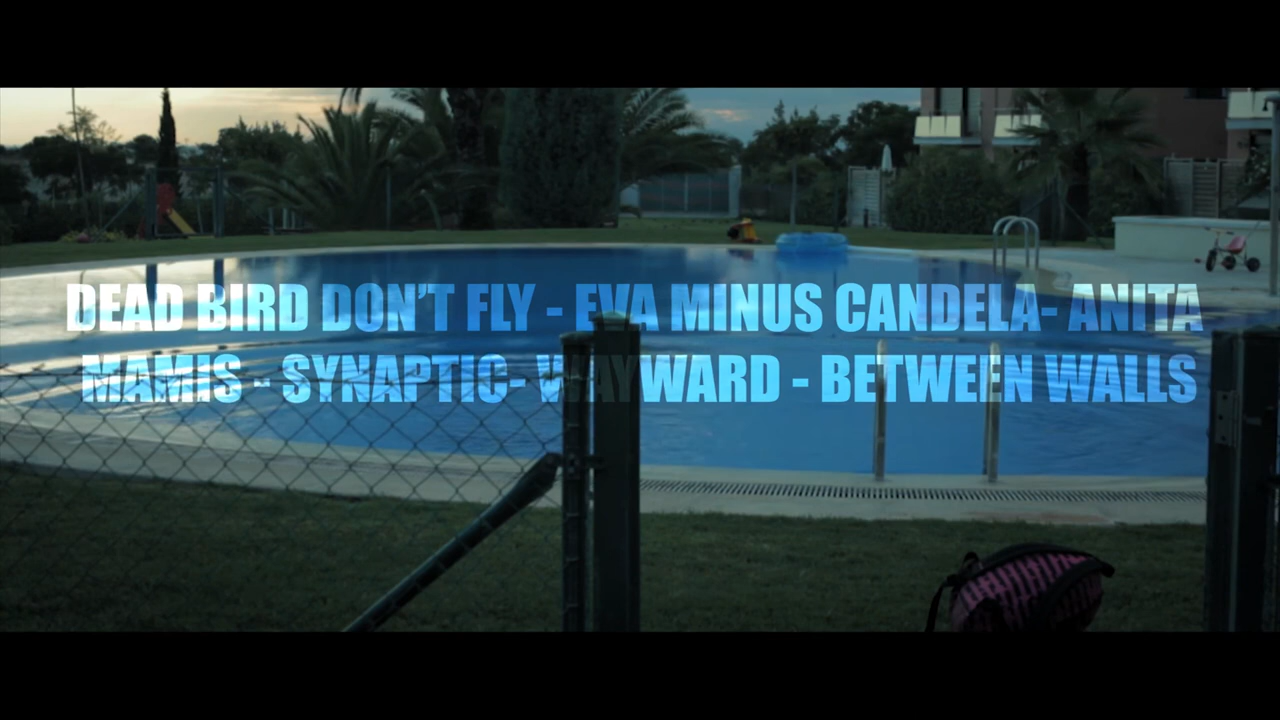 DEAD BIRD DON'T FLY - EVA MINUS CANDELA- ANITA
MAMIS - SYNAPTIC- WAYWARD - BETWEEN WALLS